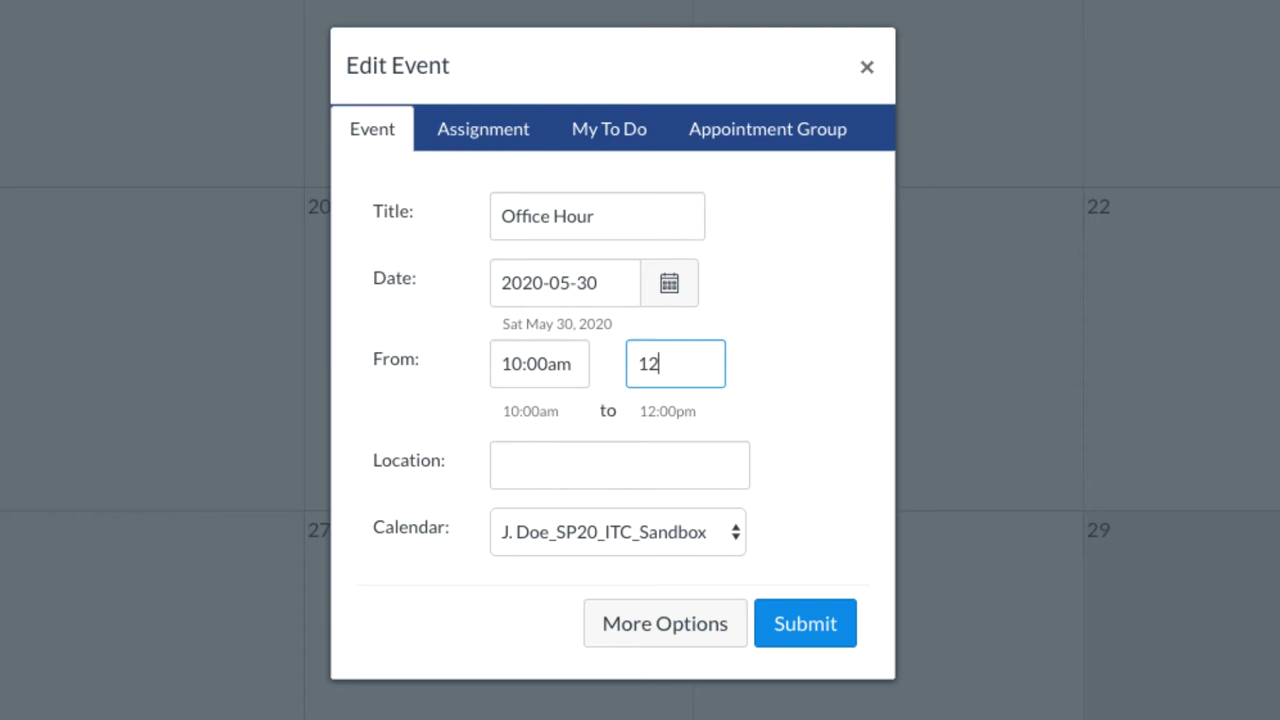 Edit Event ×
Event Assignment My To Do Appointment Group
Title: Office Hour
20 22
Date: 2020-05-30
Sat May 30, 2020
From: 10:00am 12
10:00am to 12:00pm
Location:
Calendar: J. Doe_SP20_ITC_Sandbox
27 29
More Options Submit